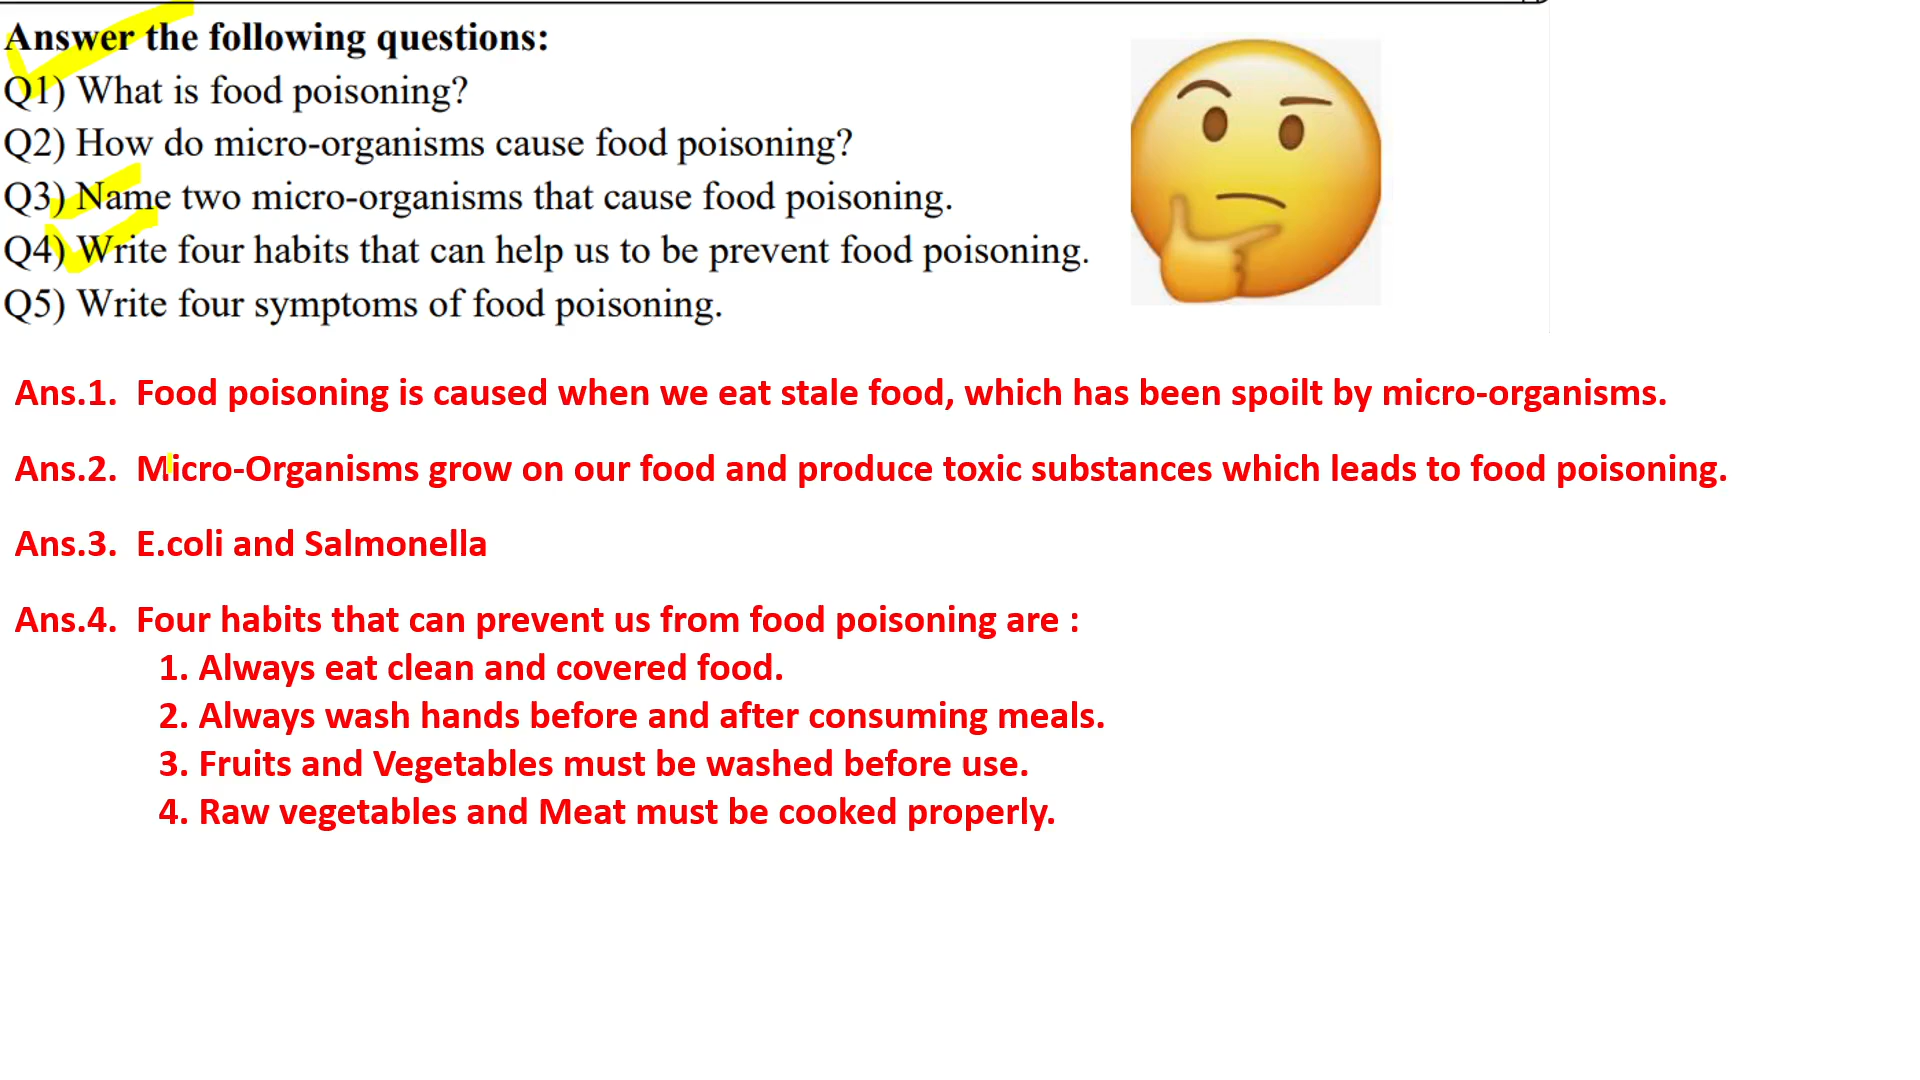 Answer the following questions:
Q1) What is food poisoning?
Q2) How do micro-organisms cause food poisoning?
Q3) Name two micro-organisms that cause food poisoning.
Q4) Write four habits that can help us to be prevent food poisoning.
Q5) Write four symptoms of food poisoning.
Ans.1. Food poisoning is caused when we eat stale food, which has been spoilt by micro-organisms.
Ans.2. Micro-Organisms grow on our food and produce toxic substances which leads to food poisoning.
Ans.3. E.coli and Salmonella
Ans.4. Four habits that can prevent us from food poisoning are :
1. Always eat clean and covered food.
2. Always wash hands before and after consuming meals.
3. Fruits and Vegetables must be washed before use.
4. Raw vegetables and Meat must be cooked properly.